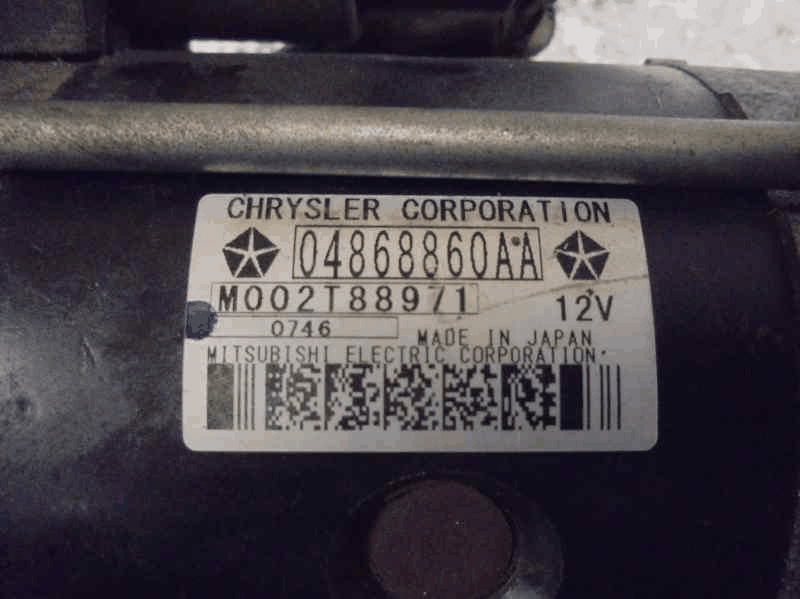 CHRYSLER CORPORATION
04868860AA
M002T88971
12V
0746
MADE IN JAPAN
MITSUBISHI ELECTRIC CORPORATION